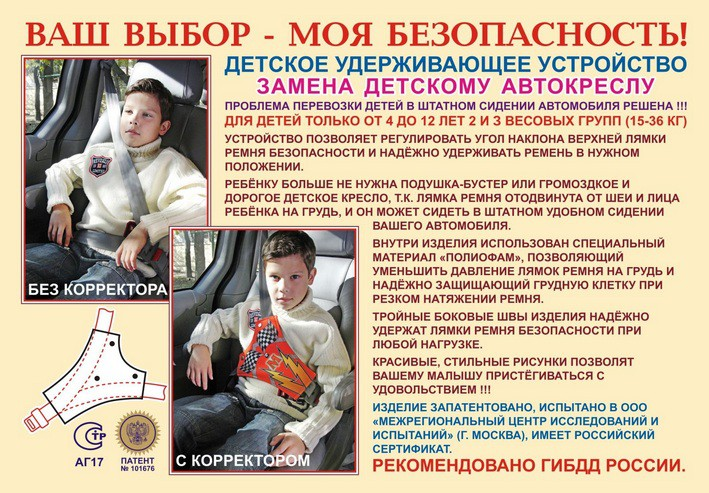 ВАШ ВЫБОР - МОЯ БЕЗОПАСНОСТЬ!
ДЕТСКОЕ УДЕРЖИВАЮЩЕЕ УСТРОЙСТВО
ЗАМЕНА ДЕТСКОМУ АВТОКРЕСЛУ
ПРОБЛЕМА ПЕРЕВОЗКИ ДЕТЕЙ В ШТАТНОМ СИДЕНИИ АВТОМОБИЛЯ РЕШЕНА !!!
ДЛЯ ДЕТЕЙ ТОЛЬКО ОТ 4 ДО 12 ЛЕТ 2 И 3 ВЕСОВЫХ ГРУПП (15-36 КГ)
УСТРОЙСТВО ПОЗВОЛЯЕТ РЕГУЛИРОВАТЬ УГОЛ НАКЛОНА ВЕРХНЕЙ ЛЯМКИ
РЕМНЯ БЕЗОПАСНОСТИ И НАДЁЖНО УДЕРЖИВАТЬ РЕМЕНЬ В НУЖНОМ
ПОЛОЖЕНИИ.
РЕБЁНКУ БОЛЬШЕ НЕ НУЖНА ПОДУШКА-БУСТЕР ИЛИ ГРОМОЗДКОЕ И
ДОРОГОЕ ДЕТСКОЕ КРЕСЛО, Т.К. ЛЯМКА РЕМНЯ ОТОДВИНУТА ОТ ШЕИ И ЛИЦА
РЕБЁНКА НА ГРУДЬ, И ОН МОЖЕТ СИДЕТЬ В ШТАТНОМ УДОБНОМ СИДЕНИИ
ВАШЕГО АВТОМОБИЛЯ.
ВНУТРИ ИЗДЕЛИЯ ИСПОЛЬЗОВАН СПЕЦИАЛЬНЫЙ
МАТЕРИАЛ «ПОЛИОФАМ», ПОЗВОЛЯЮЩИЙ
УМЕНЬШИТЬ ДАВЛЕНИЕ ЛЯМОК РЕМНЯ НА ГРУДЬ И
НАДЁЖНО ЗАЩИЩАЮЩИЙ ГРУДНУЮ КЛЕТКУ ПРИ
РЕЗКОМ НАТЯЖЕНИИ РЕМНЯ.
ТРОЙНЫЕ БОКОВЫЕ ШВЫ ИЗДЕЛИЯ НАДЁЖНО
УДЕРЖАТ ЛЯМКИ РЕМНЯ БЕЗОПАСНОСТИ ПРИ
ЛЮБОЙ НАГРУЗКЕ.
КРАСИВЫЕ, СТИЛЬНЫЕ РИСУНКИ ПОЗВОЛЯТ
ВАШЕМУ МАЛЫШУ ПРИСТЁГИВАТЬСЯ С
УДОВОЛЬСТВИЕМ !!!
ИЗДЕЛИЕ ЗАПАТЕНТОВАНО, ИСПЫТАНО В ООО
«МЕЖРЕГИОНАЛЬНЫЙ ЦЕНТР ИССЛЕДОВАНИЙ И
ИСПЫТАНИЙ» (Г. МОСКВА), ИМЕЕТ РОССИЙСКИЙ
СЕРТИФИКАТ.
РЕКОМЕНДОВАНО ГИБДД РОССИИ.
БЕЗ КОРРЕКТОРА
С КОРРЕКТОРОМ
АГ17
ПАТЕНТ
№ 101676